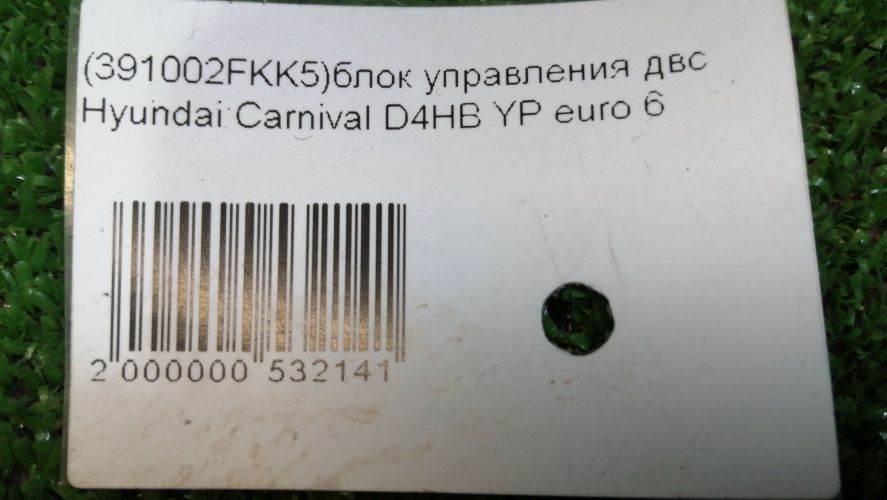 (391002FKK5)блок управления двс
Hyundai Carnival D4HB YP euro 6
2 000000 532141